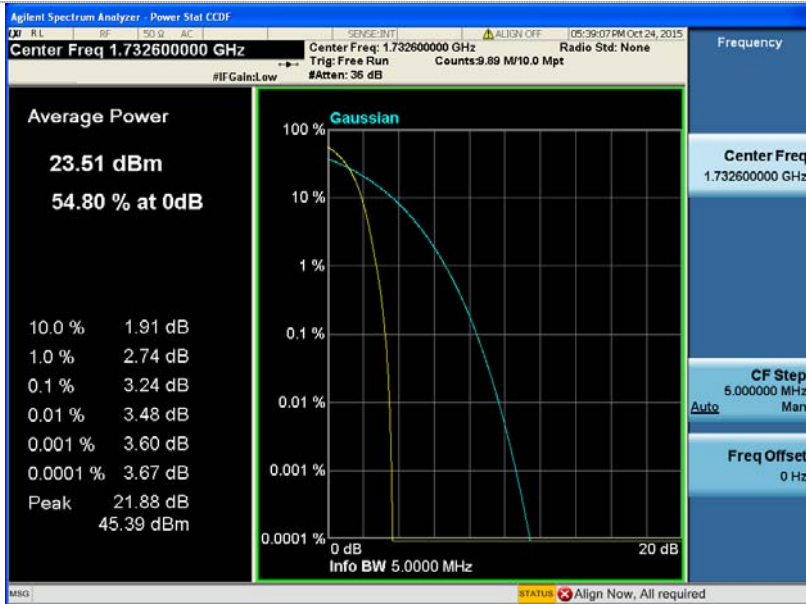 Agilent Spectrum Analyzer - Power Stat CCDF
RL RF 50 Ω AC SENSE:INT ALIGN OFF 05:39:07 PM Oct 24, 2015
Center Freq 1.732600000 GHz
Center Freq: 1.732600000 GHz Radio Std: None
Trig: Free Run Counts:9.89 M/10.0 Mpt
#IFGain:Low #Atten: 36 dB
Frequency
Average Power
23.51 dBm
54.80 % at 0dB
10.0 % 1.91 dB
1.0 % 2.74 dB
0.1 % 3.24 dB
0.01 % 3.48 dB
0.001 % 3.60 dB
0.0001 % 3.67 dB
Peak 21.88 dB
45.39 dBm
Gaussian
100 %
10 %
1 %
0.1 %
0.01 %
0.001 %
0.0001 %
0 dB 20 dB
Info BW 5.0000 MHz
Center Freq
1.732600000 GHz
CF Step
5.000000 MHz
Auto Man
Freq Offset
0 Hz
MSG STATUS Align Now, All required